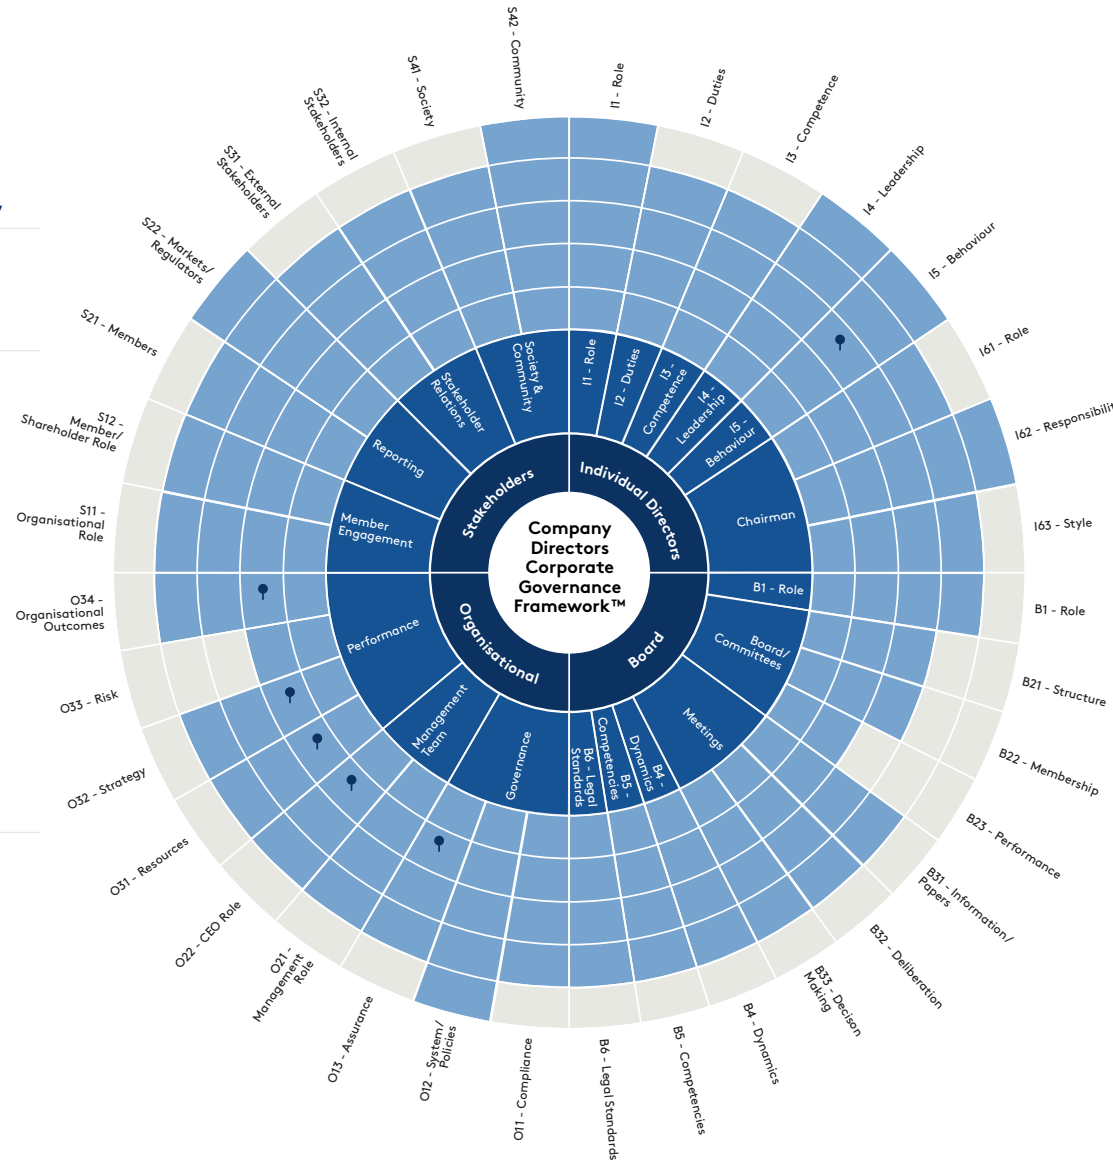 Company
Directors
Corporate
Governance
Framework™
Individual Directors
Board
Organisational
Stakeholders
I1 - Role
I2 - Duties
I3 -
Competence
I4 -
Leadership
I5 -
Behaviour
Chairman
B1 - Role
Board/
Committees
Meetings
B4 -
Dynamics
B5 -
Competencies
B6 - Legal
Standards
Governance
Management
Team
Performance
Member
Engagement
Reporting
Stakeholder
Relations
Society &
Community
I1 - Role
I2 - Duties
I3 - Competence
I4 - Leadership
I5 - Behaviour
I61 - Role
I62 - Responsibilit
I63 - Style
B1 - Role
B21 - Structure
B22 - Membership
B23 - Performance
B31 - Information/
Papers
B32 - Deliberation
B33 - Decison
Making
B4 - Dynamics
B5 - Competencies
B6 - Legal Standards
O11 - Compliance
O12 - System/
Policies
O13 - Assurance
O21 -
Management
Role
O22 - CEO Role
O31 - Resources
O32 - Strategy
O33 - Risk
O34 -
Organisational
Outcomes
S11 -
Organisational
Role
S12 -
Member/
Shareholder Role
S21 - Members
S22 - Markets/
Regulators
S31 - External
Stakeholders
S32 - Internal
Stakeholders
S41 - Society
S42 - Community